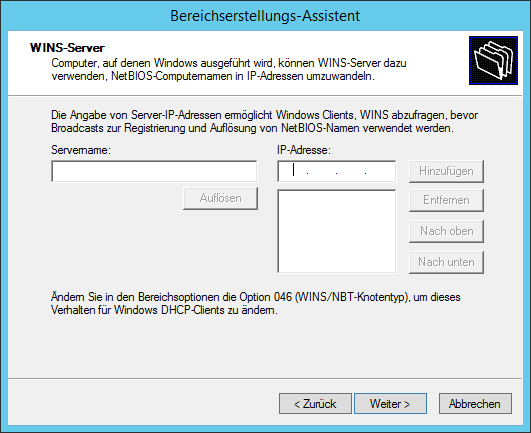 Bereichserstellungs-Assistent
WINS-Server
Computer, auf denen Windows ausgeführt wird, können WINS-Server dazu
verwenden, NetBIOS-Computernamen in IP-Adressen umzuwandeln.
Die Angabe von Server-IP-Adressen ermöglicht Windows Clients, WINS abzufragen, bevor
Broadcasts zur Registrierung und Auflösung von NetBIOS-Namen verwendet werden.
Servername:
IP-Adresse:
. . .
Hinzufügen
Auflösen
Entfernen
Nach oben
Nach unten
Ändern Sie in den Bereichsoptionen die Option 046 (WINS/NBT-Knotentyp), um dieses
Verhalten für Windows DHCP-Clients zu ändern.
< Zurück
Weiter >
Abbrechen